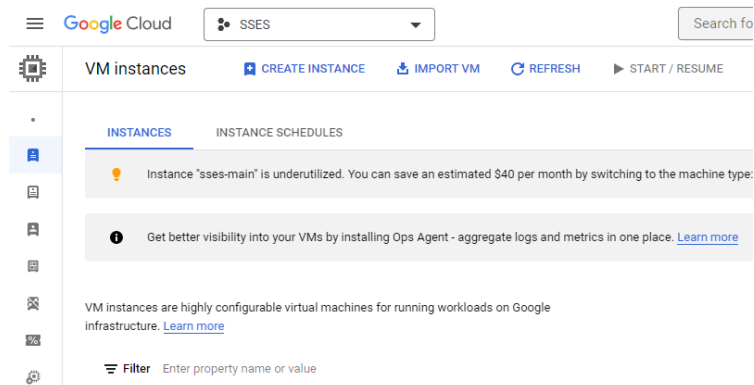 Google Cloud
SSES
Search fo
VM instances
CREATE INSTANCE
IMPORT VM
REFRESH
START / RESUME
INSTANCES
INSTANCE SCHEDULES
Instance "sses-main" is underutilized. You can save an estimated $40 per month by switching to the machine type:
Get better visibility into your VMs by installing Ops Agent - aggregate logs and metrics in one place. Learn more
VM instances are highly configurable virtual machines for running workloads on Google
infrastructure. Learn more
Filter
Enter property name or value